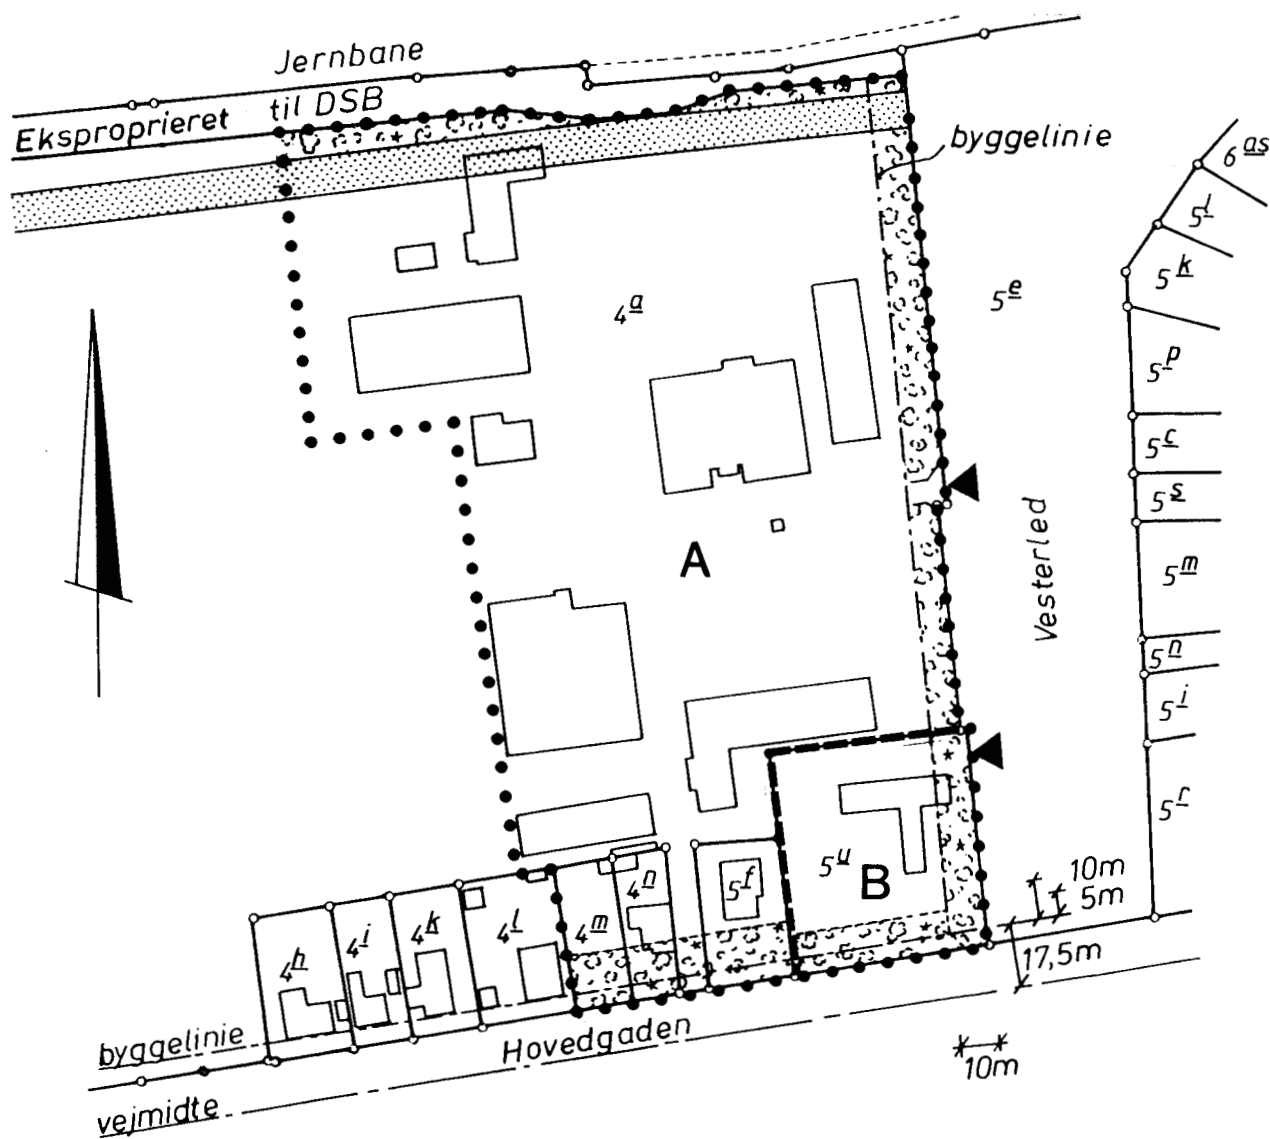 Jernbane
Eksproprieret til DSB
byggelinie
6 as
5 l
5 k
4 a
5 e
5 p
5 c
5 s
A
Vesterled
5 m
5 n
5 i
5 r
5 u
B
10m
5m
5 f
4 n
4 m
4 l
4 k
4 i
4 h
17,5m
byggelinie
Hovedgaden
10m
vejmidte